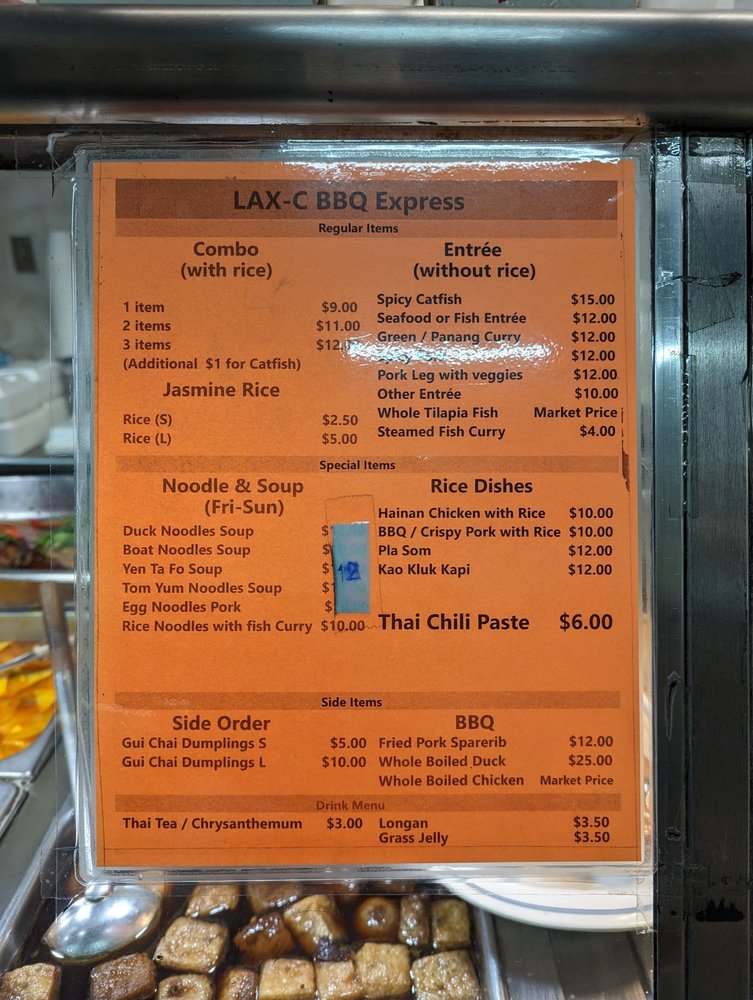 LAX-C BBQ Express
Regular Items
Combo
(with rice)
1 item $9.00
2 items $11.00
3 items $12.
(Additional $1 for Catfish)
Jasmine Rice
Rice (S) $2.50
Rice (L) $5.00
Entrée
(without rice)
Spicy Catfish $15.00
Seafood or Fish Entrée $12.00
Green / Panang Curry $12.00
$12.00
Pork Leg with veggies $12.00
Other Entrée $10.00
Whole Tilapia Fish Market Price
Steamed Fish Curry $4.00
Special Items
Noodle & Soup
(Fri-Sun)
Duck Noodles Soup $
Boat Noodles Soup $
Yen Ta Fo Soup $
Tom Yum Noodles Soup $
Egg Noodles Pork $
12
Rice Noodles with fish Curry $10.00
Rice Dishes
Hainan Chicken with Rice $10.00
BBQ / Crispy Pork with Rice $10.00
Pla Som $12.00
Kao Kluk Kapi $12.00
Thai Chili Paste $6.00
Side Items
Side Order
Gui Chai Dumplings S $5.00
Gui Chai Dumplings L $10.00
BBQ
Fried Pork Sparerib $12.00
Whole Boiled Duck $25.00
Whole Boiled Chicken Market Price
Drink Menu
Thai Tea / Chrysanthemum $3.00
Longan $3.50
Grass Jelly $3.50